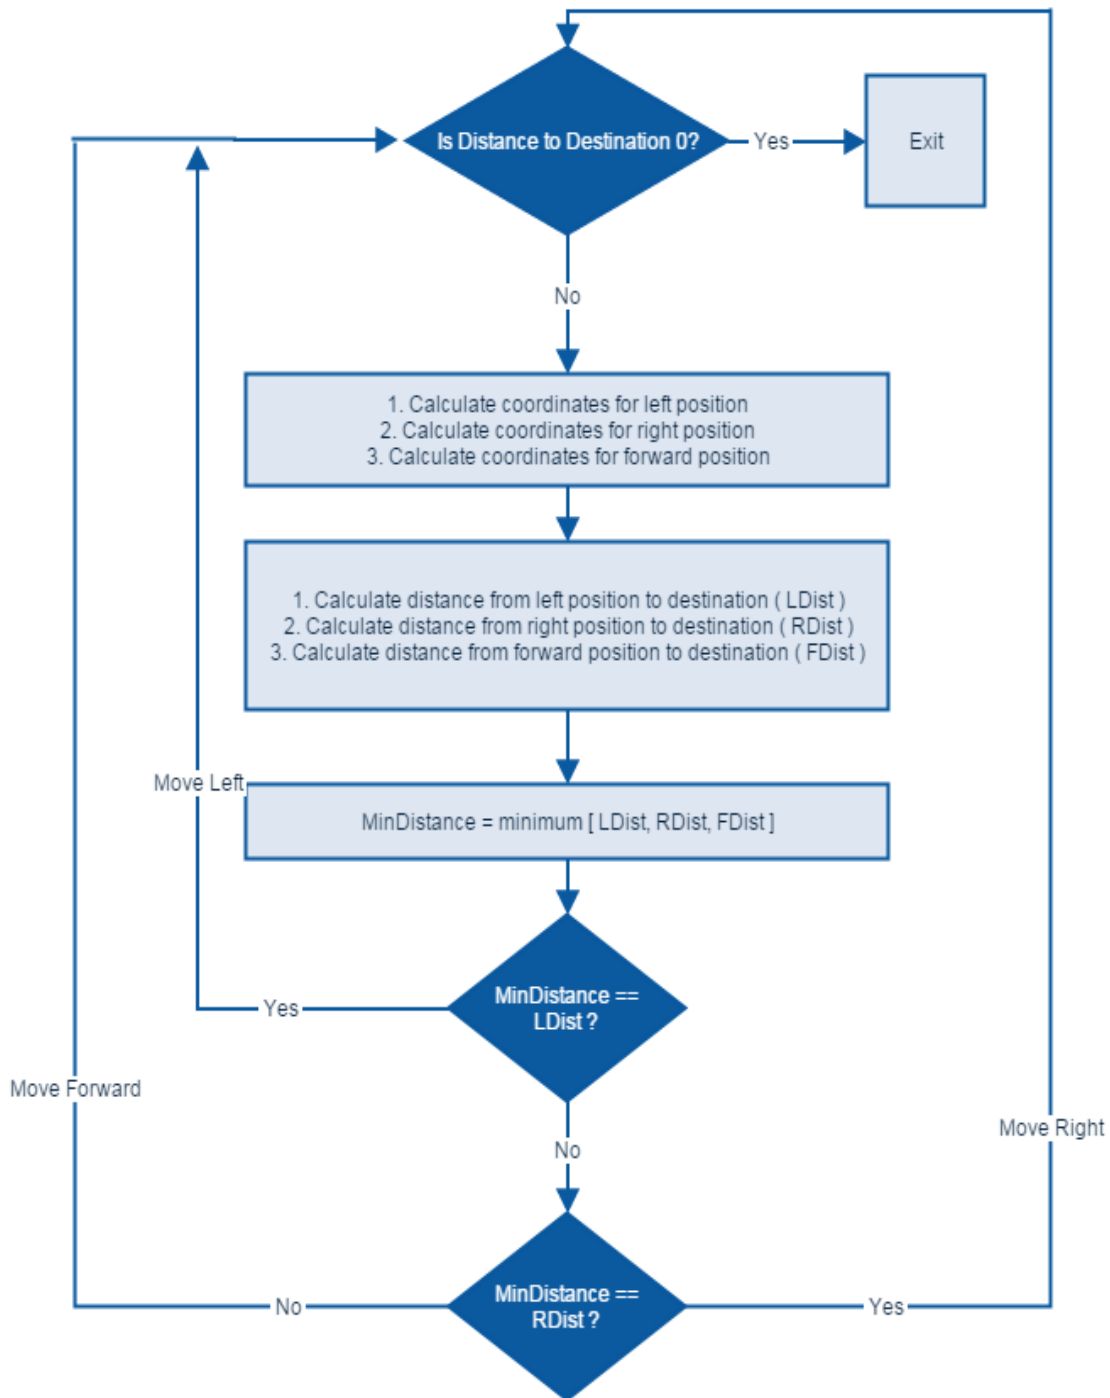 Is Distance to Destination 0?
Yes
Exit
No
1. Calculate coordinates for left position
2. Calculate coordinates for right position
3. Calculate coordinates for forward position
1. Calculate distance from left position to destination ( LDist )
2. Calculate distance from right position to destination ( RDist )
3. Calculate distance from forward position to destination ( FDist )
Move Left
MinDistance = minimum [ LDist, RDist, FDist ]
MinDistance ==
LDist ?
Yes
Move Forward
Move Right
No
MinDistance ==
RDist ?
No
Yes